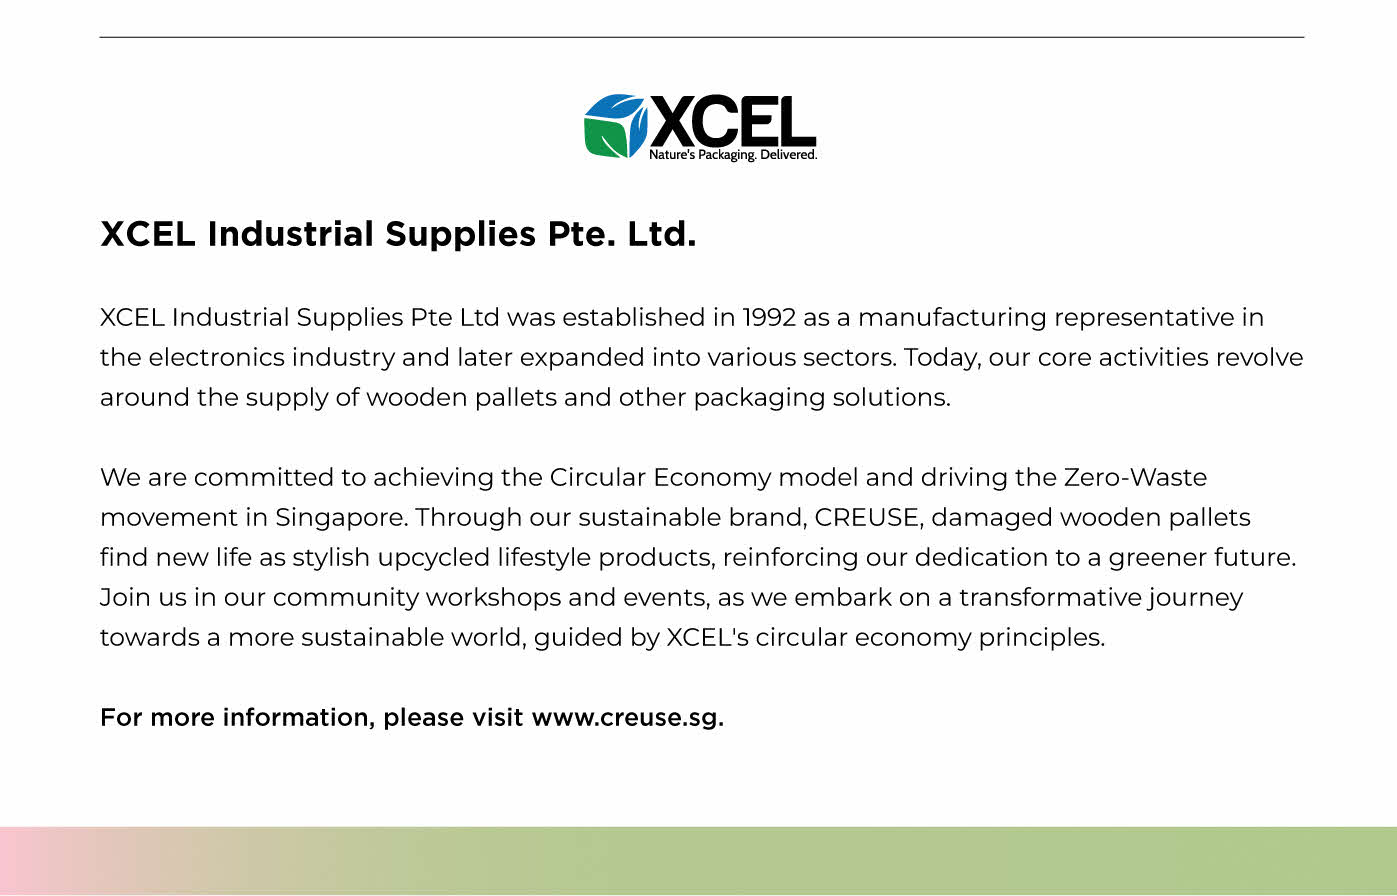 XCEL
Nature's Packaging. Delivered.
XCEL Industrial Supplies Pte. Ltd.
XCEL Industrial Supplies Pte Ltd was established in 1992 as a manufacturing representative in
the electronics industry and later expanded into various sectors. Today, our core activities revolve
around the supply of wooden pallets and other packaging solutions.
We are committed to achieving the Circular Economy model and driving the Zero-Waste
movement in Singapore. Through our sustainable brand, CREUSE, damaged wooden pallets
find new life as stylish upcycled lifestyle products, reinforcing our dedication to a greener future.
Join us in our community workshops and events, as we embark on a transformative journey
towards a more sustainable world, guided by XCEL's circular economy principles.
For more information, please visit www.creuse.sg.